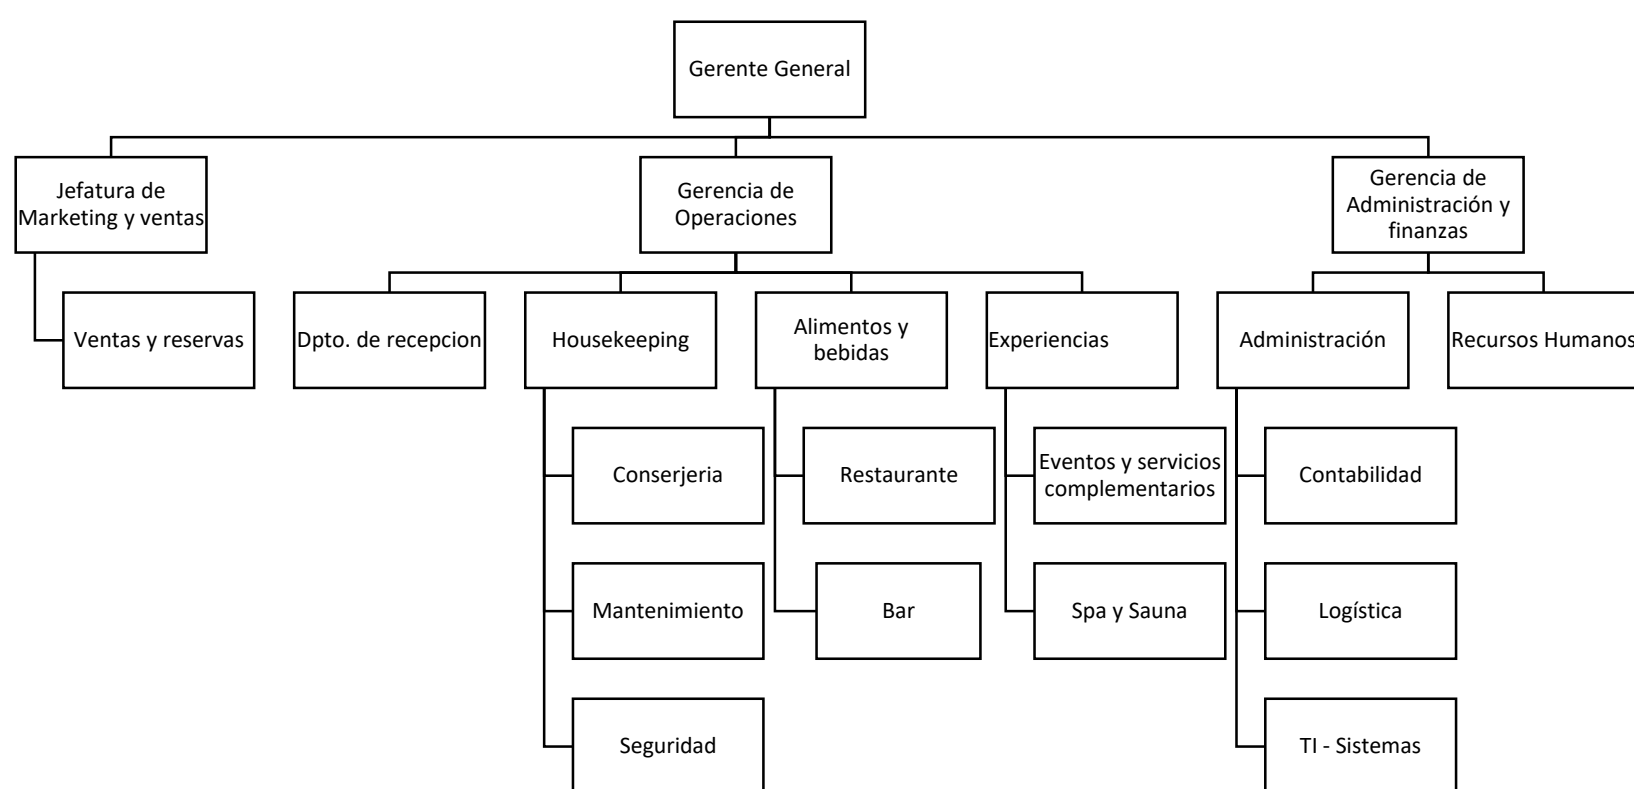 Gerente General
Jefatura de
Marketing y ventas
Gerencia de
Operaciones
Gerencia de
Administración y
finanzas
Ventas y reservas
Dpto. de recepcion
Housekeeping
Alimentos y
bebidas
Experiencias
Administración
Recursos Humanos
Conserjeria
Restaurante
Eventos y servicios
complementarios
Contabilidad
Mantenimiento
Bar
Spa y Sauna
Logística
Seguridad
TI - Sistemas